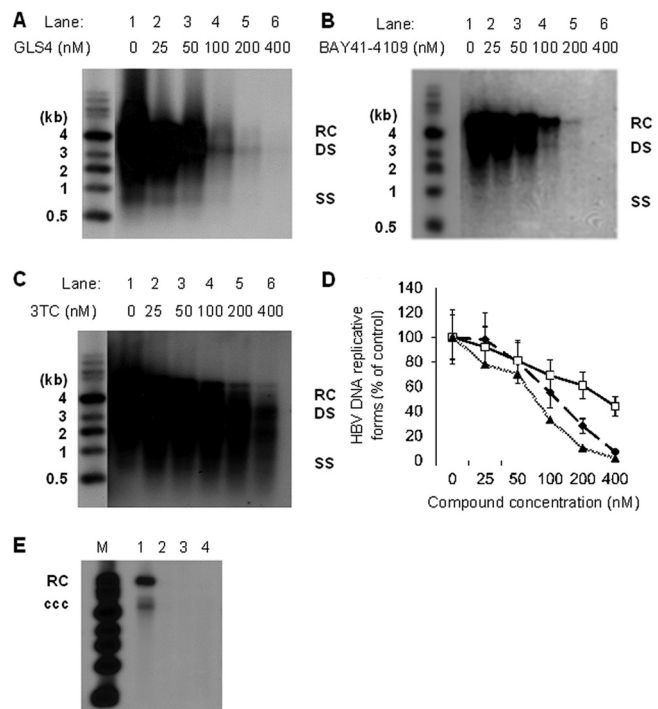 A Lane: 1 2 3 4 5 6
GLS4 (nM) 0 25 50 100 200 400
(kb)
4
3
2
1
0.5
RC
DS
SS
B Lane: 1 2 3 4 5 6
BAY41-4109 (nM) 0 25 50 100 200 400
(kb)
4
3
2
1
0.5
RC
DS
SS
C Lane: 1 2 3 4 5 6
3TC (nM) 0 25 50 100 200 400
(kb)
4
3
2
1
0.5
RC
DS
SS
D
HBV DNA replicative
forms (% of control)
140
120
100
80
60
40
20
0
0 25 50 100 200 400
Compound concentration (nM)
E M 1 2 3 4
RC
ccc